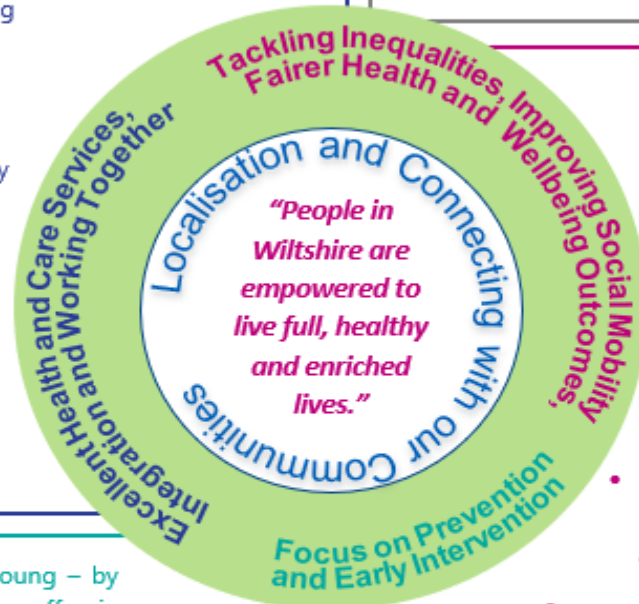 Tackling Inequalities, Improving Social Mobility
Fairer Health and Wellbeing Outcomes,
Excellent Health and Care Services,
Integration and Working Together
Localisation and Connecting with our Communities
“People in
Wiltshire are
empowered to
live full, healthy
and enriched
lives.”
Focus on Prevention
and Early Intervention
oung – by